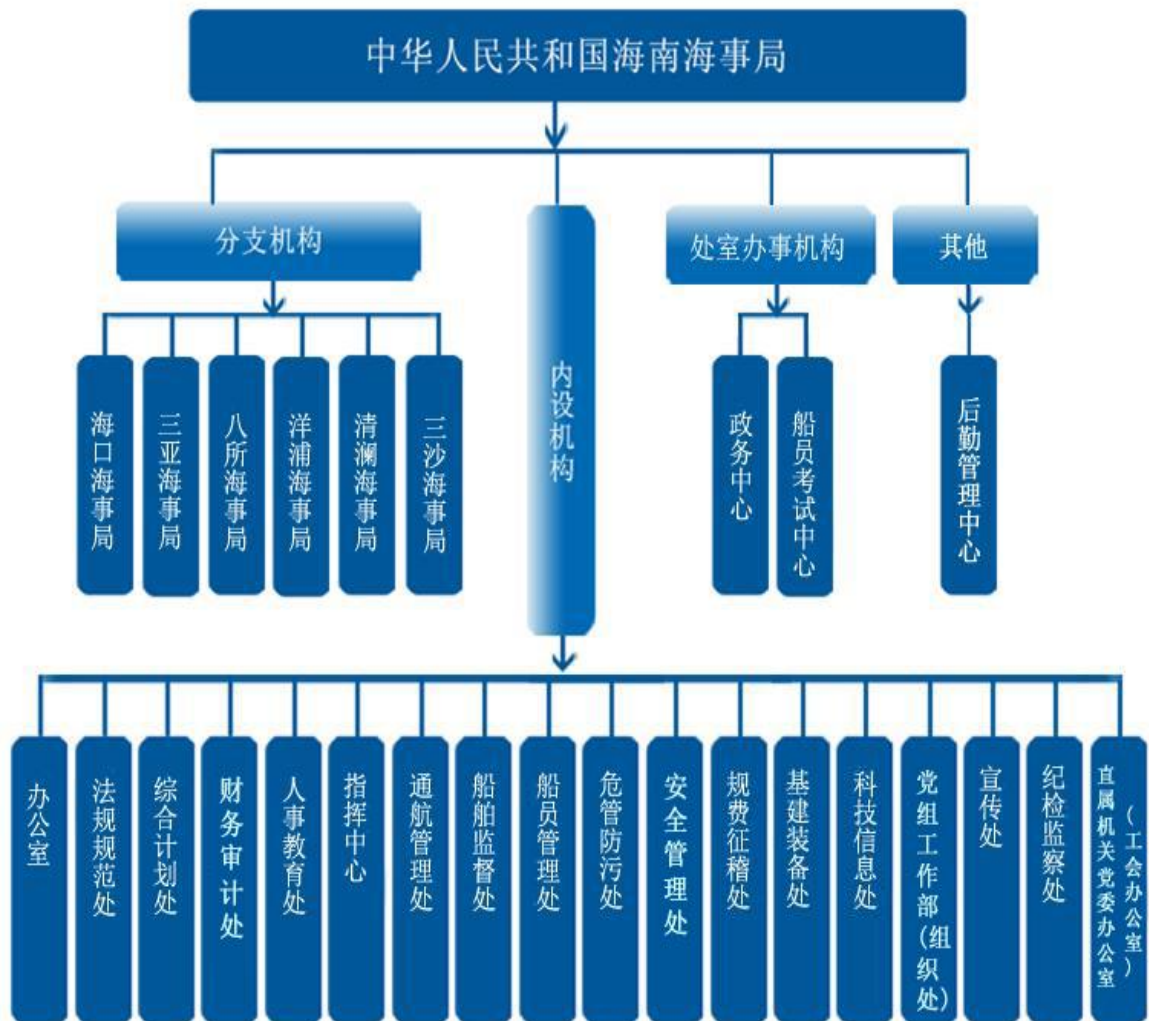 中华人民共和国海南海事局
分支机构
内设机构
处室办事机构
其他
海口海事局
三亚海事局
八所海事局
洋浦海事局
清澜海事局
三沙海事局
政务中心
船员考试中心
后勤管理中心
办公室
法规规范处
综合计划处
财务审计处
人事教育处
指挥中心
通航管理处
船舶监督处
船员管理处
危管防污处
安全管理处
规费征稽处
基建装备处
科技信息处
党组工作部(组织处)
宣传处
纪检监察处
直属机关党委办公室
(工会办公室)